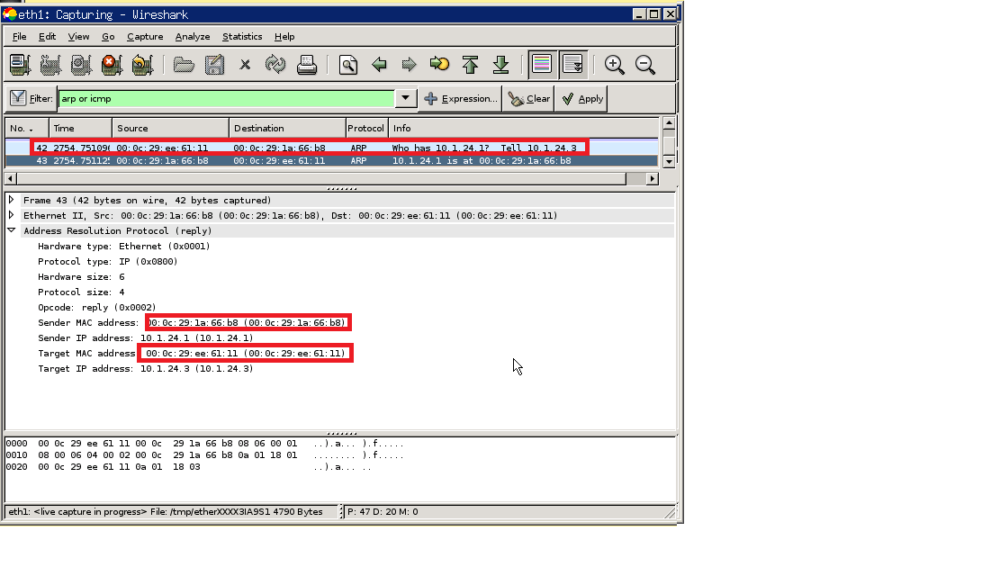 eth1: Capturing - Wireshark
File Edit View Go Capture Analyze Statistics Help
Filter: arp or icmp Expression... Clear Apply
No. . Time Source Destination Protocol Info
42 2754.751090 00:0c:29:ee:61:11 00:0c:29:1a:66:b8 ARP Who has 10.1.24.1? Tell 10.1.24.3
43 2754.751125 00:0c:29:1a:66:b8 00:0c:29:ee:61:11 ARP 10.1.24.1 is at 00:0c:29:1a:66:b8
Frame 43 (42 bytes on wire, 42 bytes captured)
Ethernet II, Src: 00:0c:29:1a:66:b8 (00:0c:29:1a:66:b8), Dst: 00:0c:29:ee:61:11 (00:0c:29:ee:61:11)
Address Resolution Protocol (reply)
Hardware type: Ethernet (0x0001)
Protocol type: IP (0x0800)
Hardware size: 6
Protocol size: 4
Opcode: reply (0x0002)
Sender MAC address: 00:0c:29:1a:66:b8 (00:0c:29:1a:66:b8)
Sender IP address: 10.1.24.1 (10.1.24.1)
Target MAC address 00:0c:29:ee:61:11 (00:0c:29:ee:61:11)
Target IP address: 10.1.24.3 (10.1.24.3)
0000 00 0c 29 ee 61 11 00 0c 29 1a 66 b8 08 06 00 01 ..).a... ).f.....
0010 08 00 06 04 00 02 00 0c 29 1a 66 b8 0a 01 18 01 ........ ).f.....
0020 00 0c 29 ee 61 11 0a 01 18 03 ..).a... ..
eth1: <live capture in progress> File: /tmp/etherXXXX3IA9S1 4790 Bytes P: 47 D: 20 M: 0